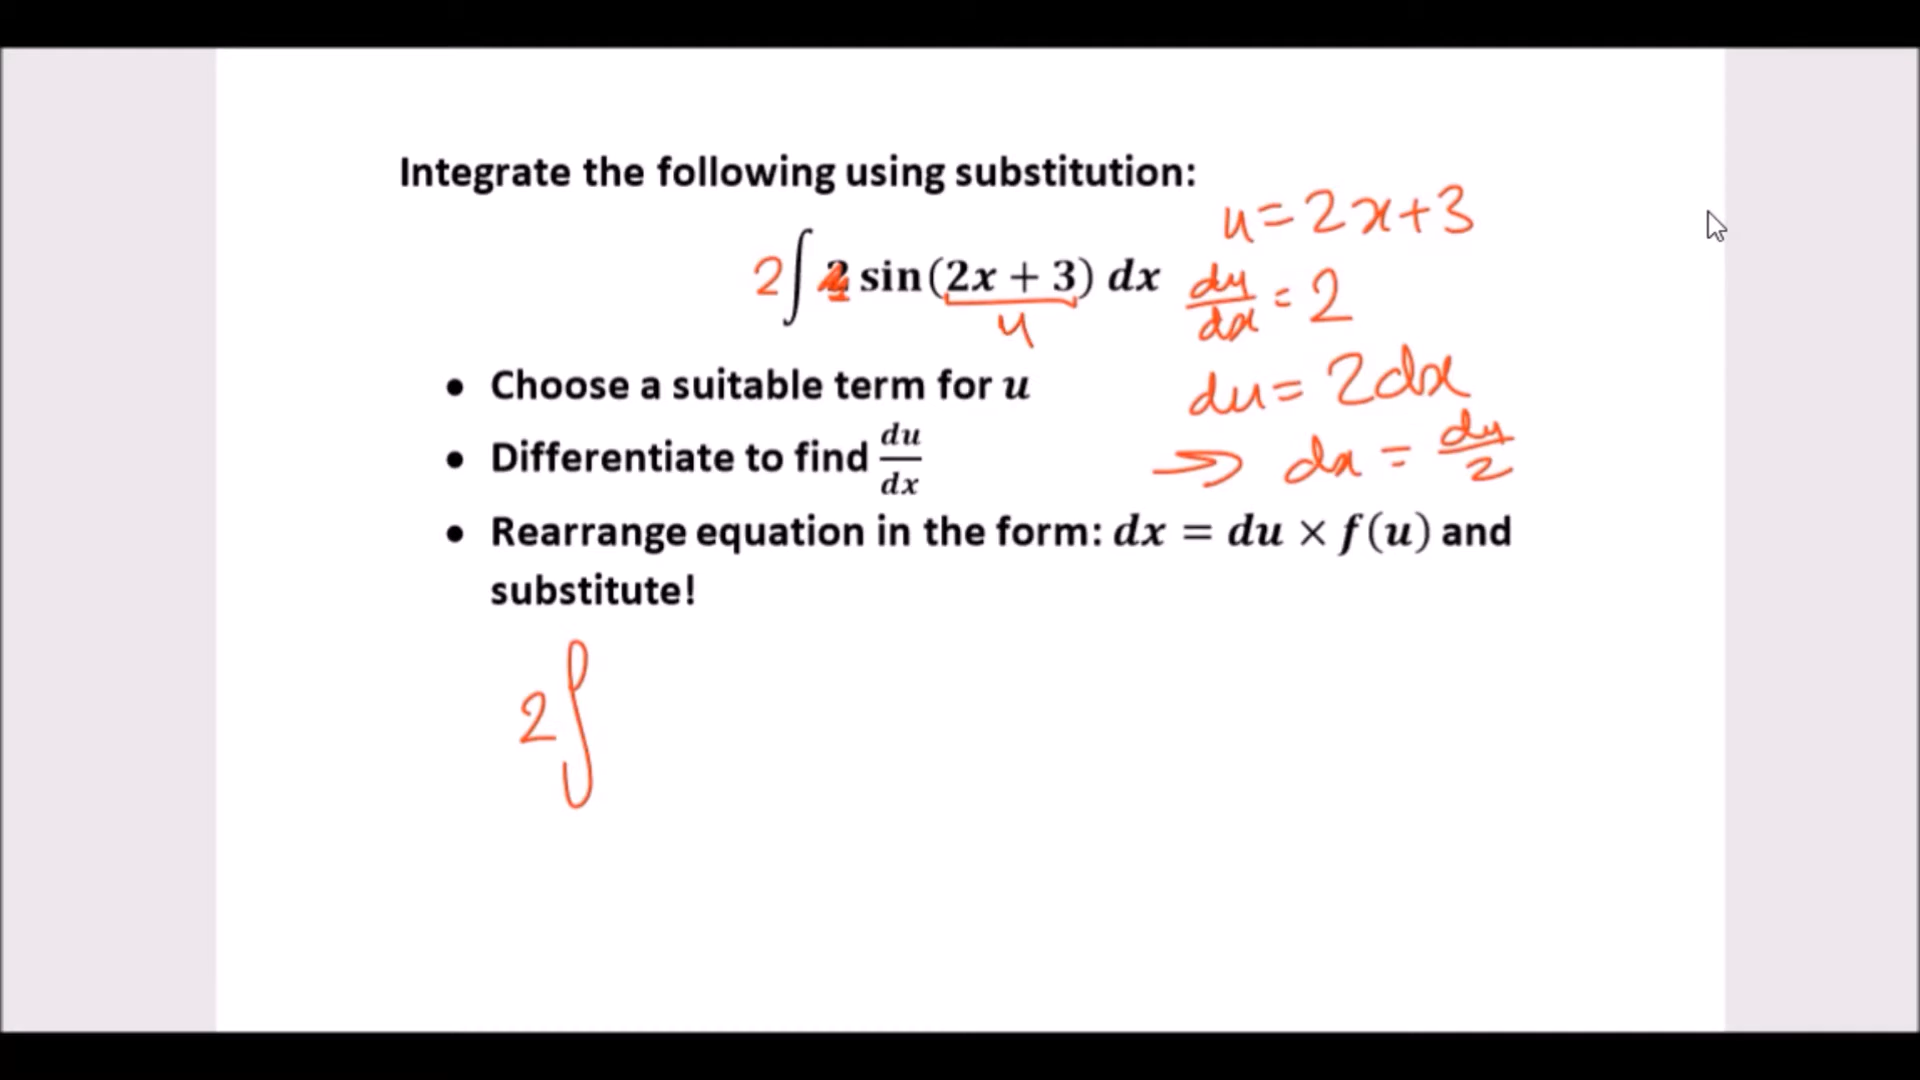 Integrate the following using substitution:
u = 2x + 3
2 ∫ 2 sin(2x + 3) dx
u
du/dx = 2
• Choose a suitable term for u
du = 2dx
• Differentiate to find du/dx
⇒ dx = du/2
• Rearrange equation in the form: dx = du × f(u) and
substitute!
2 ∫